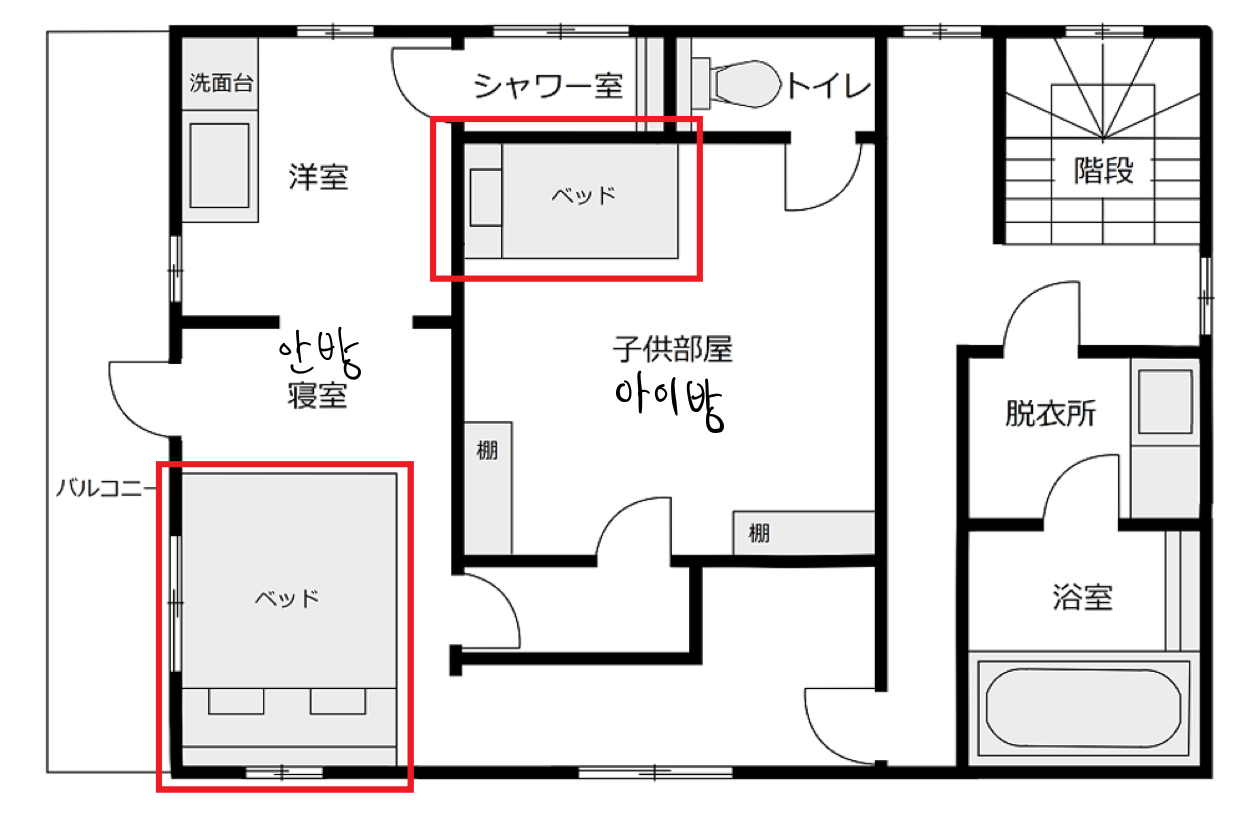 洗面台
シャワー室
トイレ
洋室
ベッド
階段
安방
寝室
子供部屋
아이방
棚
脱衣所
バルコニー
ベッド
棚
浴室